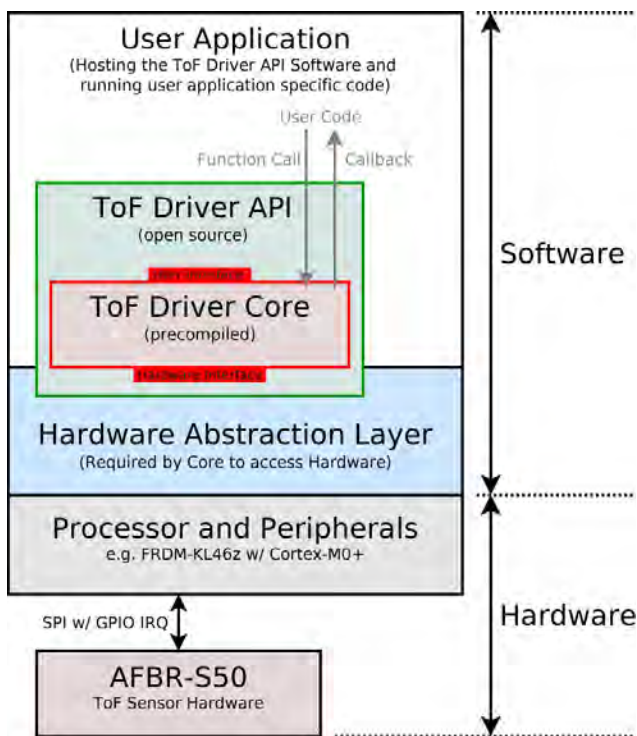 User Application
(Hosting the ToF Driver API Software and
running user application specific code)
User Code
Function Call
Callback
ToF Driver API
(open source)
User Interface
ToF Driver Core
(precompiled)
Hardware Interface
Hardware Abstraction Layer
(Required by Core to access Hardware)
Processor and Peripherals
e.g. FRDM-KL46z w/ Cortex-M0+
SPI w/ GPIO IRQ
AFBR-S50
ToF Sensor Hardware
Software
Hardware